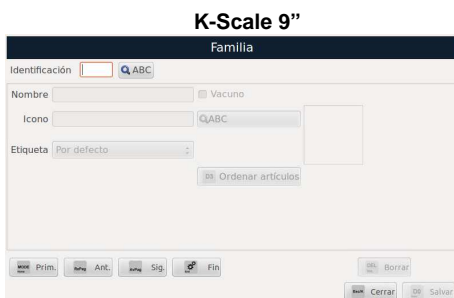 K-Scale 9”
Familia
Identificación ABC
Nombre Vacuno
Icono ABC
Etiqueta Por defecto
Ordenar artículos
Prim. Ant. Sig. Fin Borrar
Cerrar Salvar